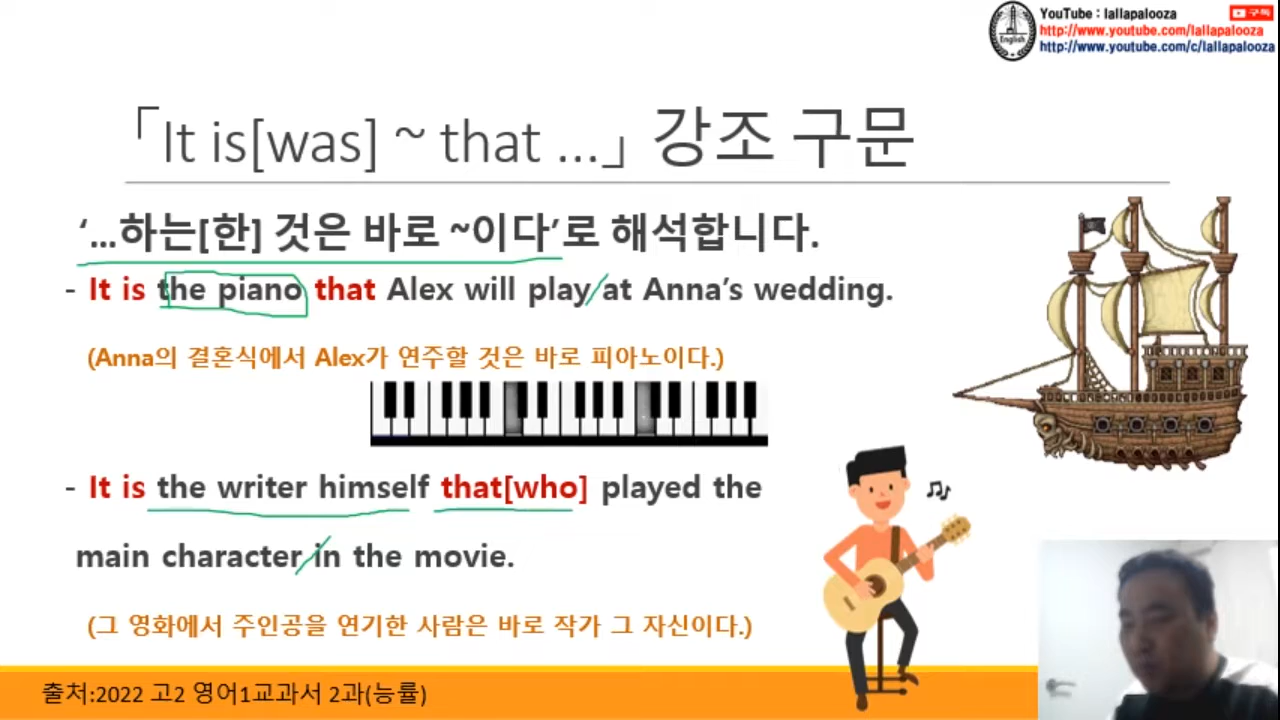 YouTube : lallapalooza
구독
http://www.youtube.com/lallapalooza
http://www.youtube.com/c/lallapalooza
English
「It is[was] ~ that ...」 강조 구문
‘...하는[한] 것은 바로 ~이다’로 해석합니다.
- It is the piano that Alex will play at Anna’s wedding.
(Anna의 결혼식에서 Alex가 연주할 것은 바로 피아노이다.)
- It is the writer himself that[who] played the
main character in the movie.
(그 영화에서 주인공을 연기한 사람은 바로 작가 그 자신이다.)
출처:2022 고2 영어1교과서 2과(능률)